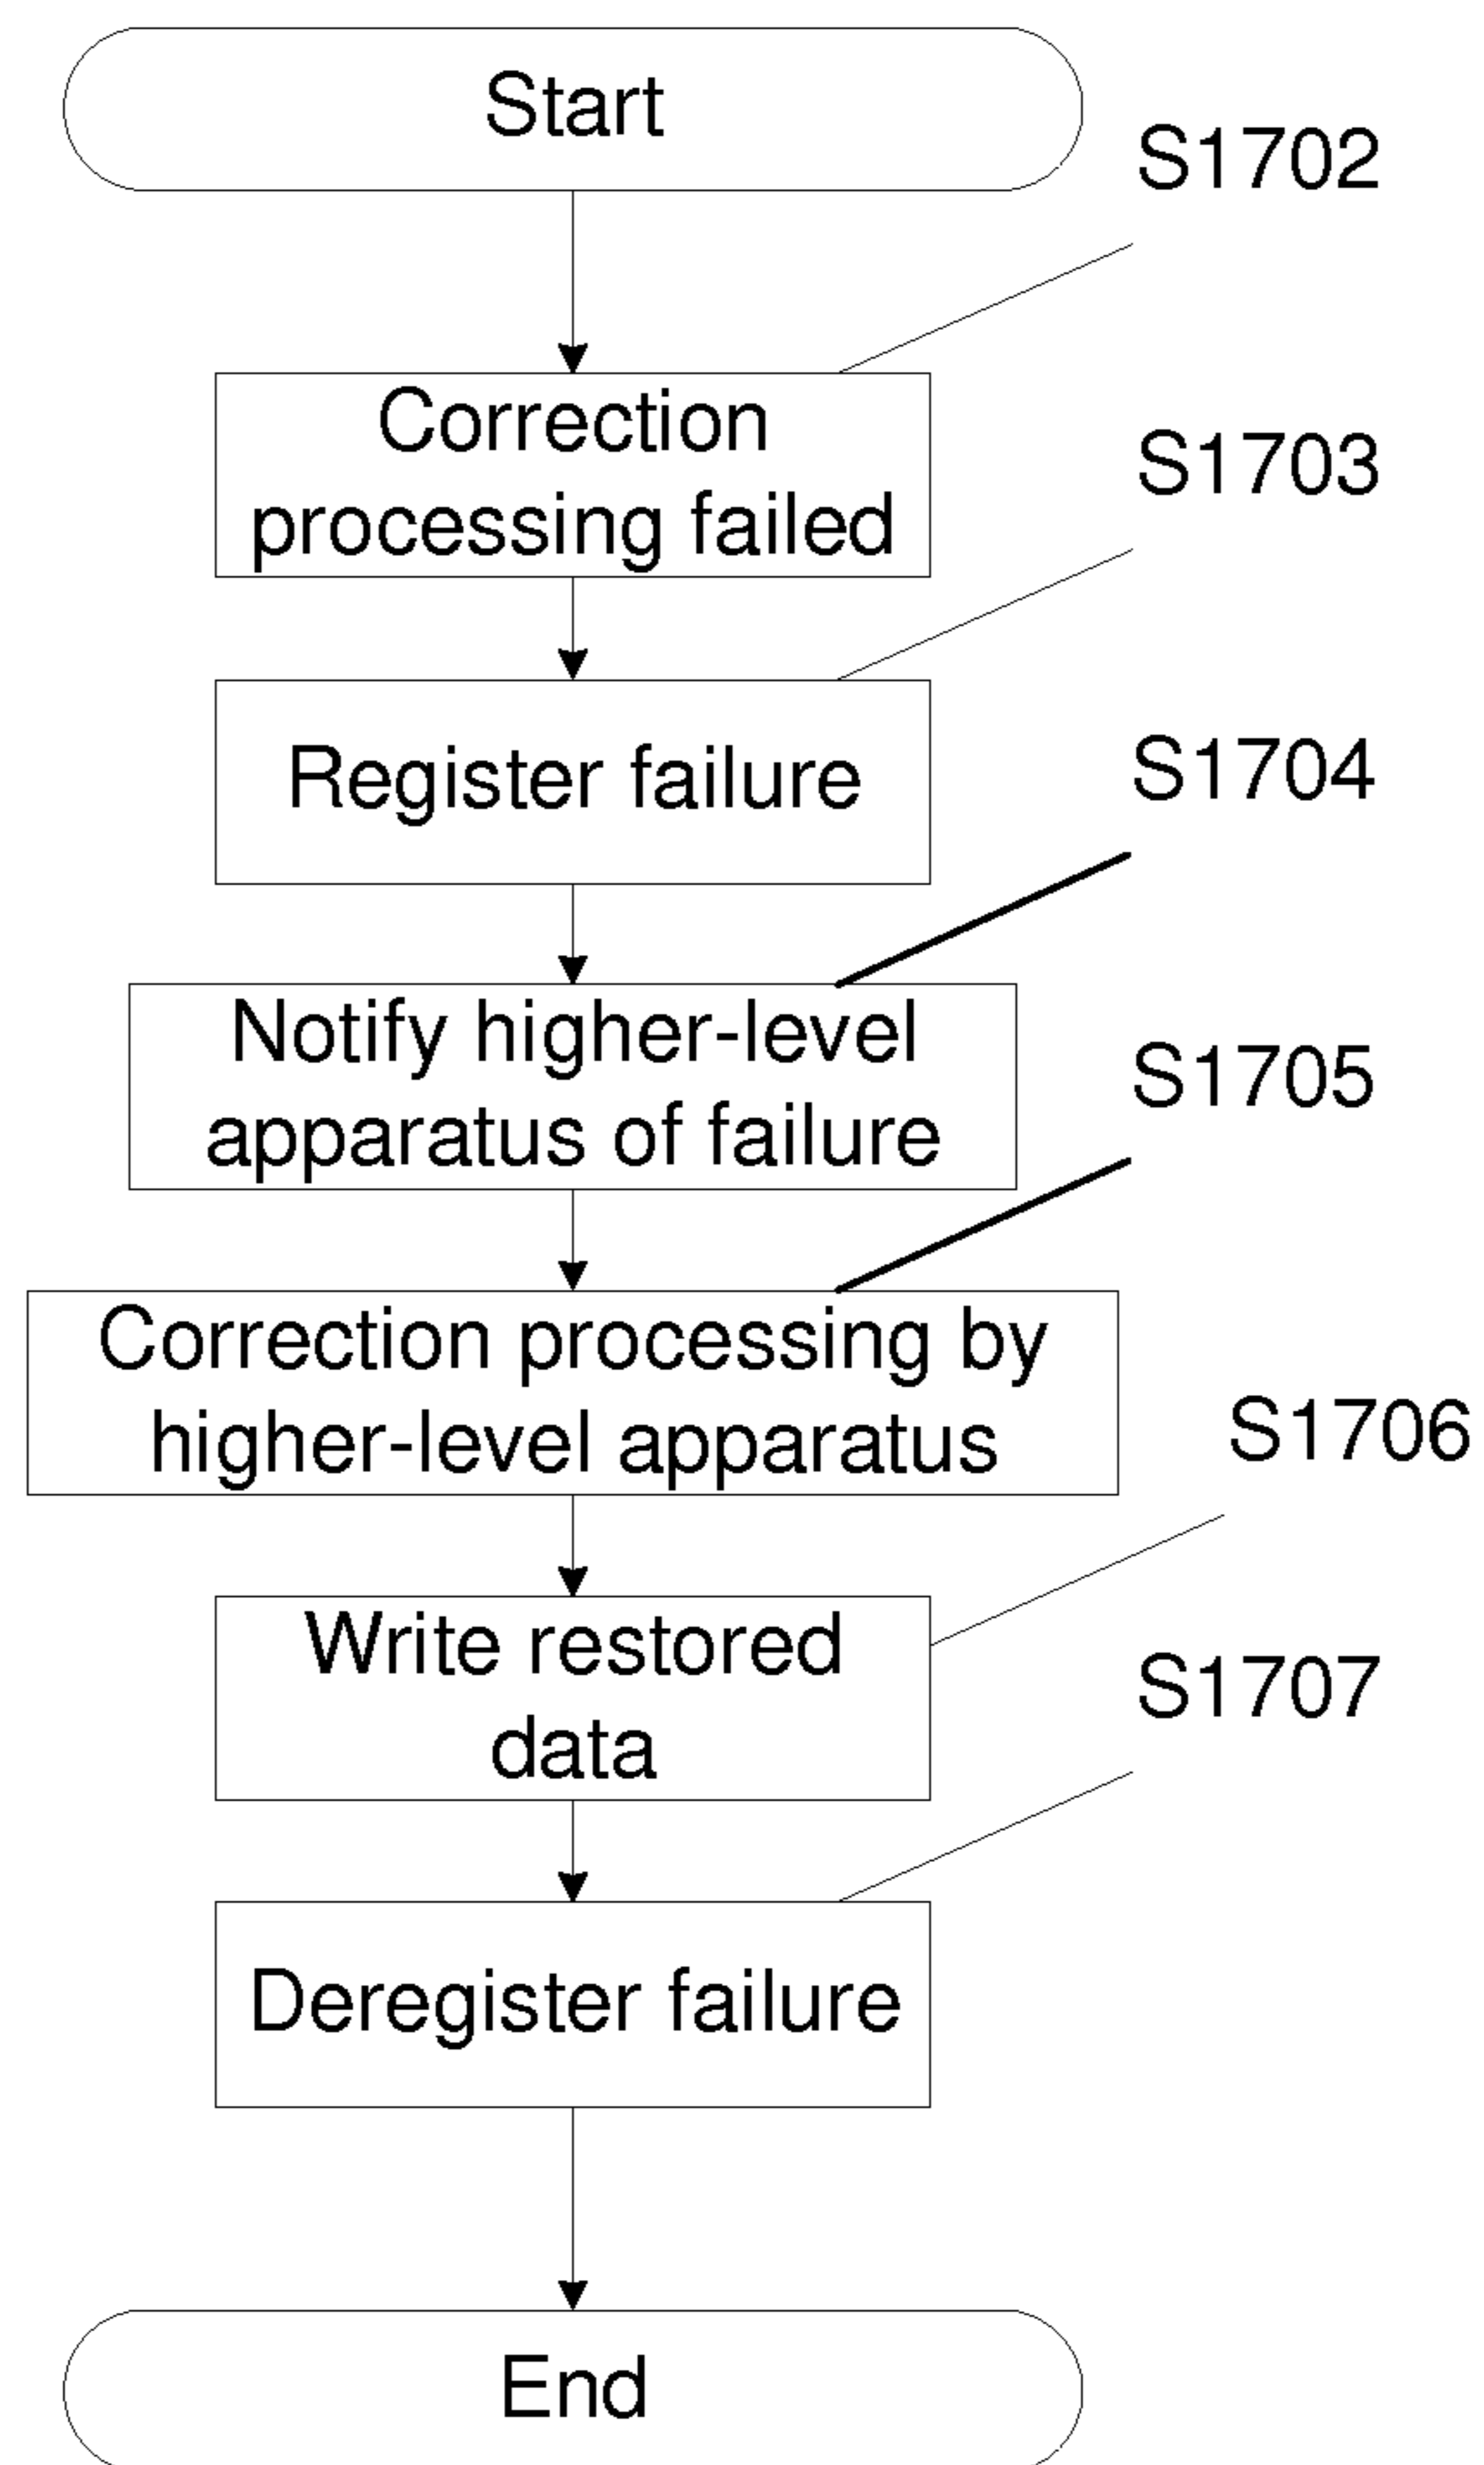 Start
S1702
Correction
processing failed
S1703
Register failure
S1704
Notify higher-level
apparatus of failure
S1705
Correction processing by
higher-level apparatus
S1706
Write restored
data
S1707
Deregister failure
End